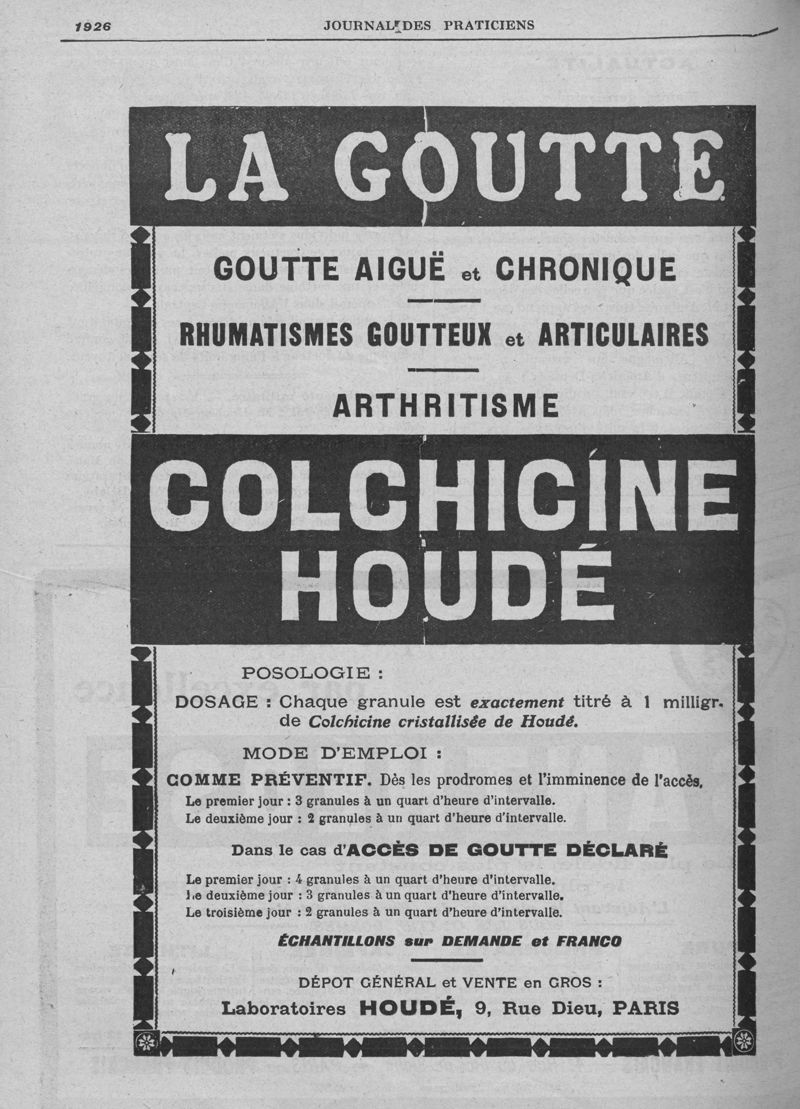 1926
JOURNAL DES PRATICIENS
LA GOUTTE
GOUTTE AIGUË et CHRONIQUE
RHUMATISMES GOUTTEUX et ARTICULAIRES
ARTHRITISME
COLCHICINE
HOUDÉ
POSOLOGIE :
DOSAGE : Chaque granule est exactement titré à 1 milligr.
de Colchicine cristallisée de Houdé.
MODE D'EMPLOI :
COMME PRÉVENTIF. Dès les prodromes et l'imminence de l'accès.
Le premier jour : 3 granules à un quart d'heure d'intervalle.
Le deuxième jour : 2 granules à un quart d'heure d'intervalle.
Dans le cas d'ACCÈS DE GOUTTE DÉCLARÉ
Le premier jour : 4 granules à un quart d'heure d'intervalle.
Le deuxième jour : 3 granules à un quart d'heure d'intervalle.
Le troisième jour : 2 granules à un quart d'heure d'intervalle.
ÉCHANTILLONS sur DEMANDE et FRANCO
DÉPOT GÉNÉRAL et VENTE en GROS :
Laboratoires HOUDÉ, 9, Rue Dieu, PARIS